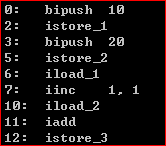 0: bipush 10
2: istore_1
3: bipush 20
5: istore_2
6: iload_1
7: iinc 1, 1
10: iload_2
11: iadd
12: istore_3